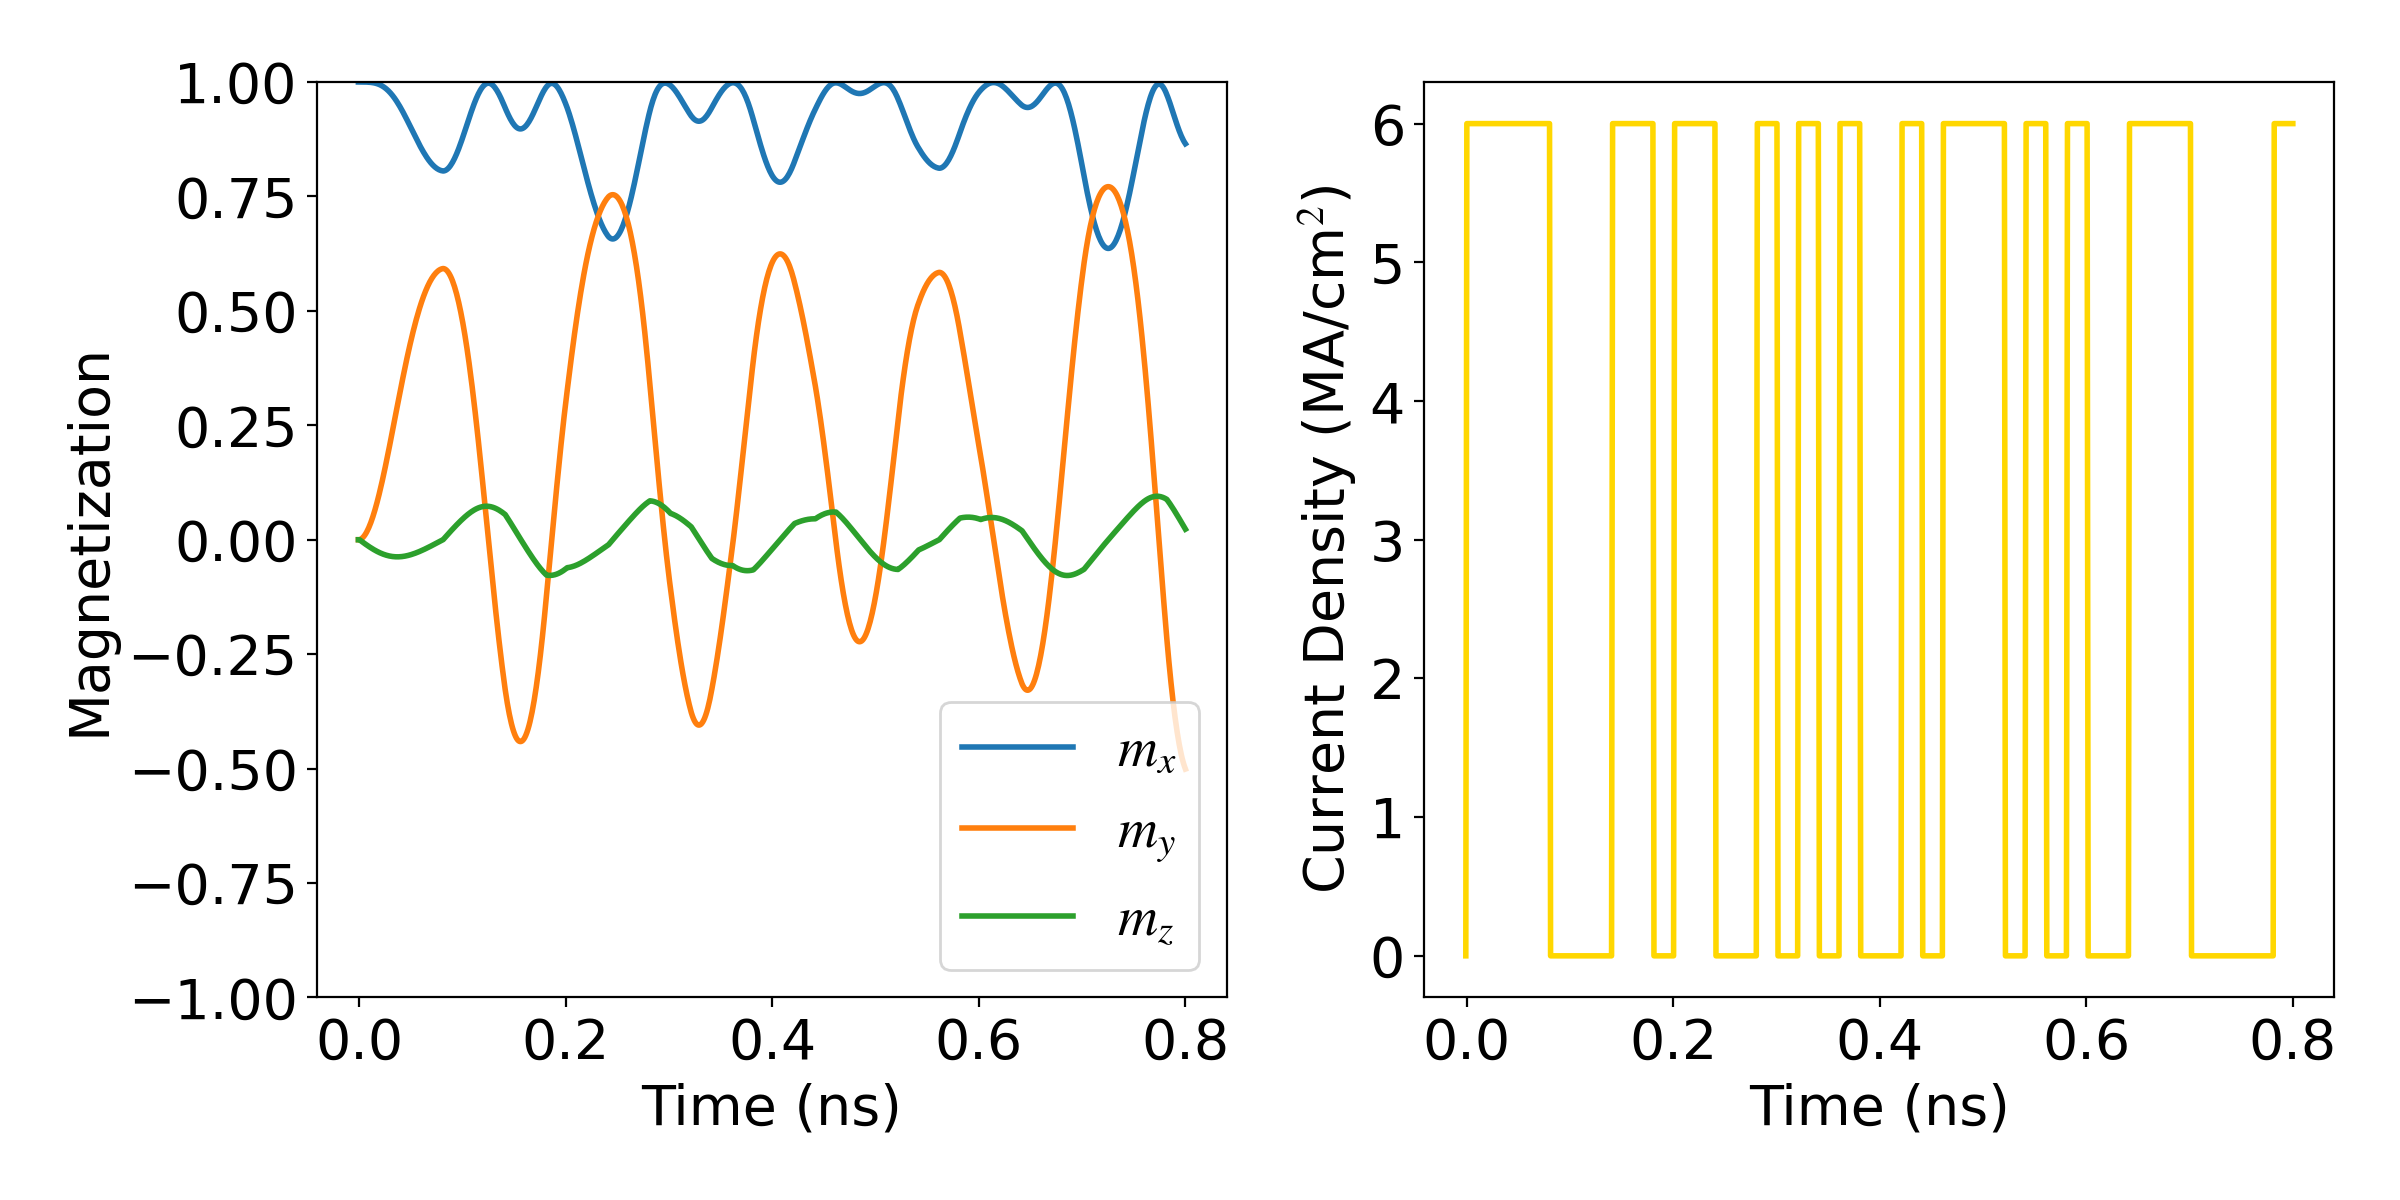 1.00
0.75
0.50
0.25
0.00
−0.25
−0.50
−0.75
−1.00
Magnetization
0.0 0.2 0.4 0.6 0.8
Time (ns)
m_x
m_y
m_z
6
5
4
3
2
1
0
Current Density (MA/cm²)
0.0 0.2 0.4 0.6 0.8
Time (ns)